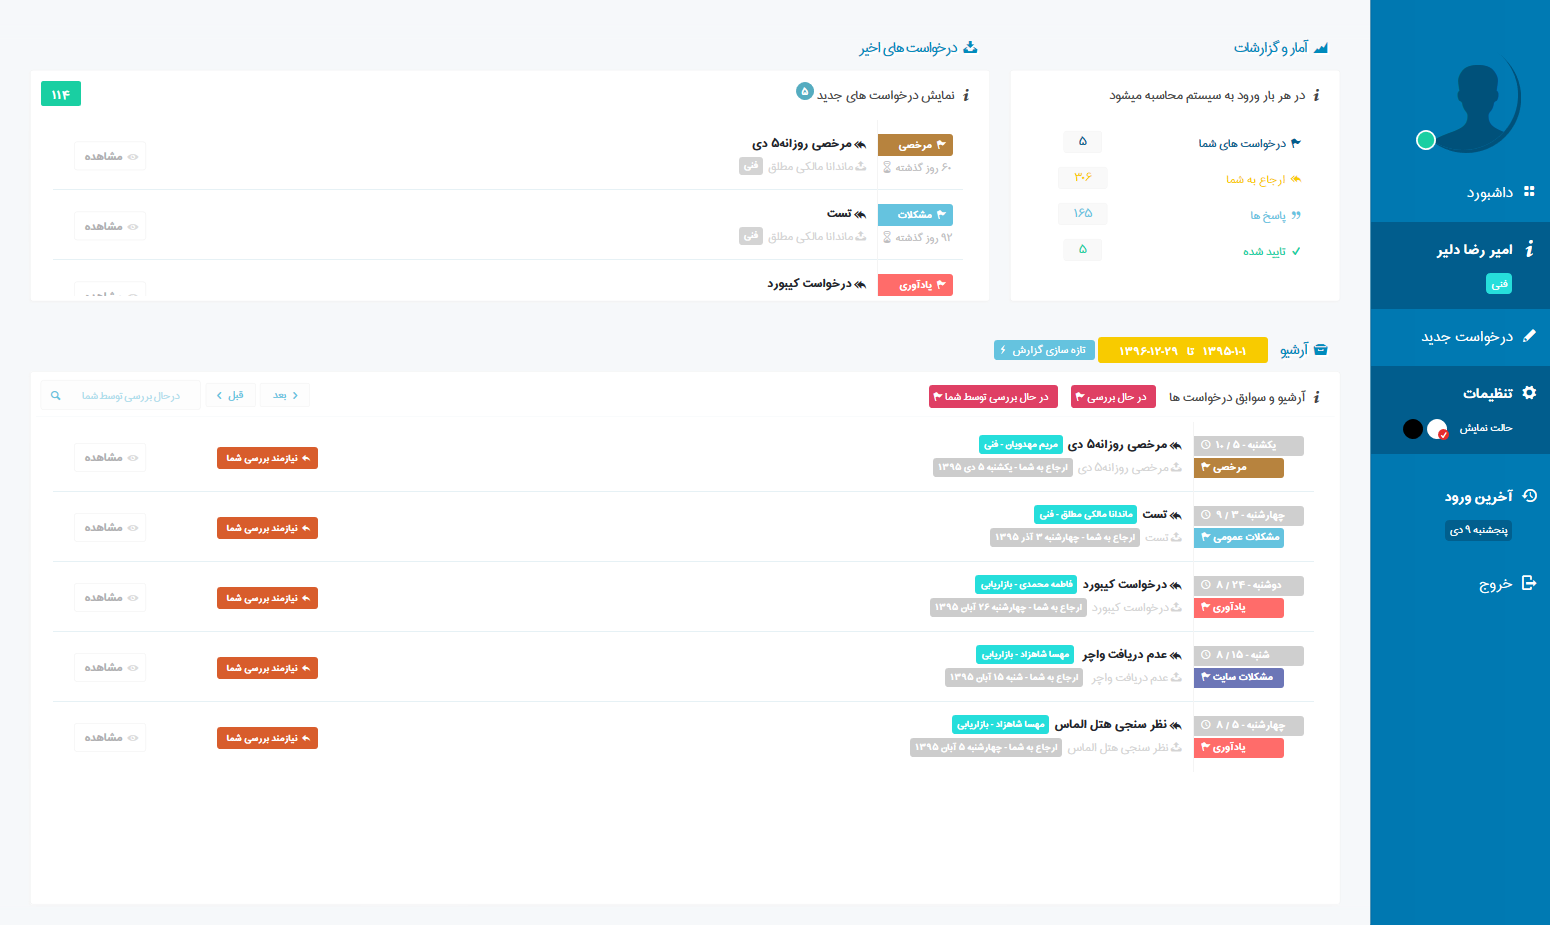 داشبورد
امیر رضا دلیر
فنی
درخواست جدید
تنظیمات
حالت نمایش
آخرین ورود
پنجشنبه ۹ دی
خروج
آمار و گزارشات
در هر بار ورود به سیستم محاسبه میشود
درخواست های شما ۵
ارجاع به شما ۳۰۶
پاسخ ها ۱۶۵
تایید شده ۵
درخواست های اخیر
نمایش درخواست های جدید ۵ ۱۱۴
مرخصی مرخصی روزانه۵ دی مشاهده
۶۰ روز گذشته ماندانا مالکی مطلق فنی
مشکلات تست مشاهده
۹۲ روز گذشته ماندانا مالکی مطلق فنی
یادآوری درخواست کیبورد مشاهده
آرشیو ۱۳۹۵-۱-۱ تا ۱۳۹۶-۱۲-۲۹ تازه سازی گزارش
آرشیو و سوابق درخواست ها در حال بررسی در حال بررسی توسط شما بعد قبل در حال بررسی توسط شما
یکشنبه - ۵ / ۱۰ مرخصی روزانه۵ دی مریم مهدویان - فنی نیازمند بررسی شما مشاهده
مرخصی مرخصی روزانه۵ دی ارجاع به شما - یکشنبه ۵ دی ۱۳۹۵
چهارشنبه - ۳ / ۹ تست ماندانا مالکی مطلق - فنی نیازمند بررسی شما مشاهده
مشکلات عمومی تست ارجاع به شما - چهارشنبه ۳ آذر ۱۳۹۵
دوشنبه - ۲۴ / ۸ درخواست کیبورد فاطمه محمدی - بازاریابی نیازمند بررسی شما مشاهده
یادآوری درخواست کیبورد ارجاع به شما - چهارشنبه ۲۶ آبان ۱۳۹۵
شنبه - ۱۵ / ۸ عدم دریافت واچر مهسا شاهزاد - بازاریابی نیازمند بررسی شما مشاهده
مشکلات سایت عدم دریافت واچر ارجاع به شما - شنبه ۱۵ آبان ۱۳۹۵
چهارشنبه - ۵ / ۸ نظر سنجی هتل الماس مهسا شاهزاد - بازاریابی نیازمند بررسی شما مشاهده
یادآوری نظر سنجی هتل الماس ارجاع به شما - چهارشنبه ۵ آبان ۱۳۹۵